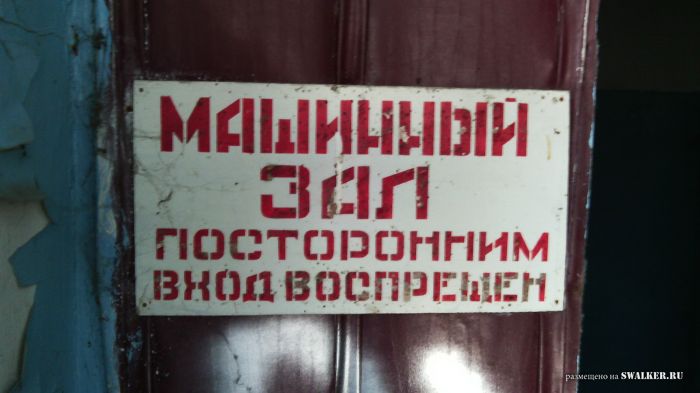 МАШИННЫЙ
ЗАЛ
ПОСТОРОННИМ
ВХОД ВОСПРЕЩЕН
размещено на SWALKER.RU